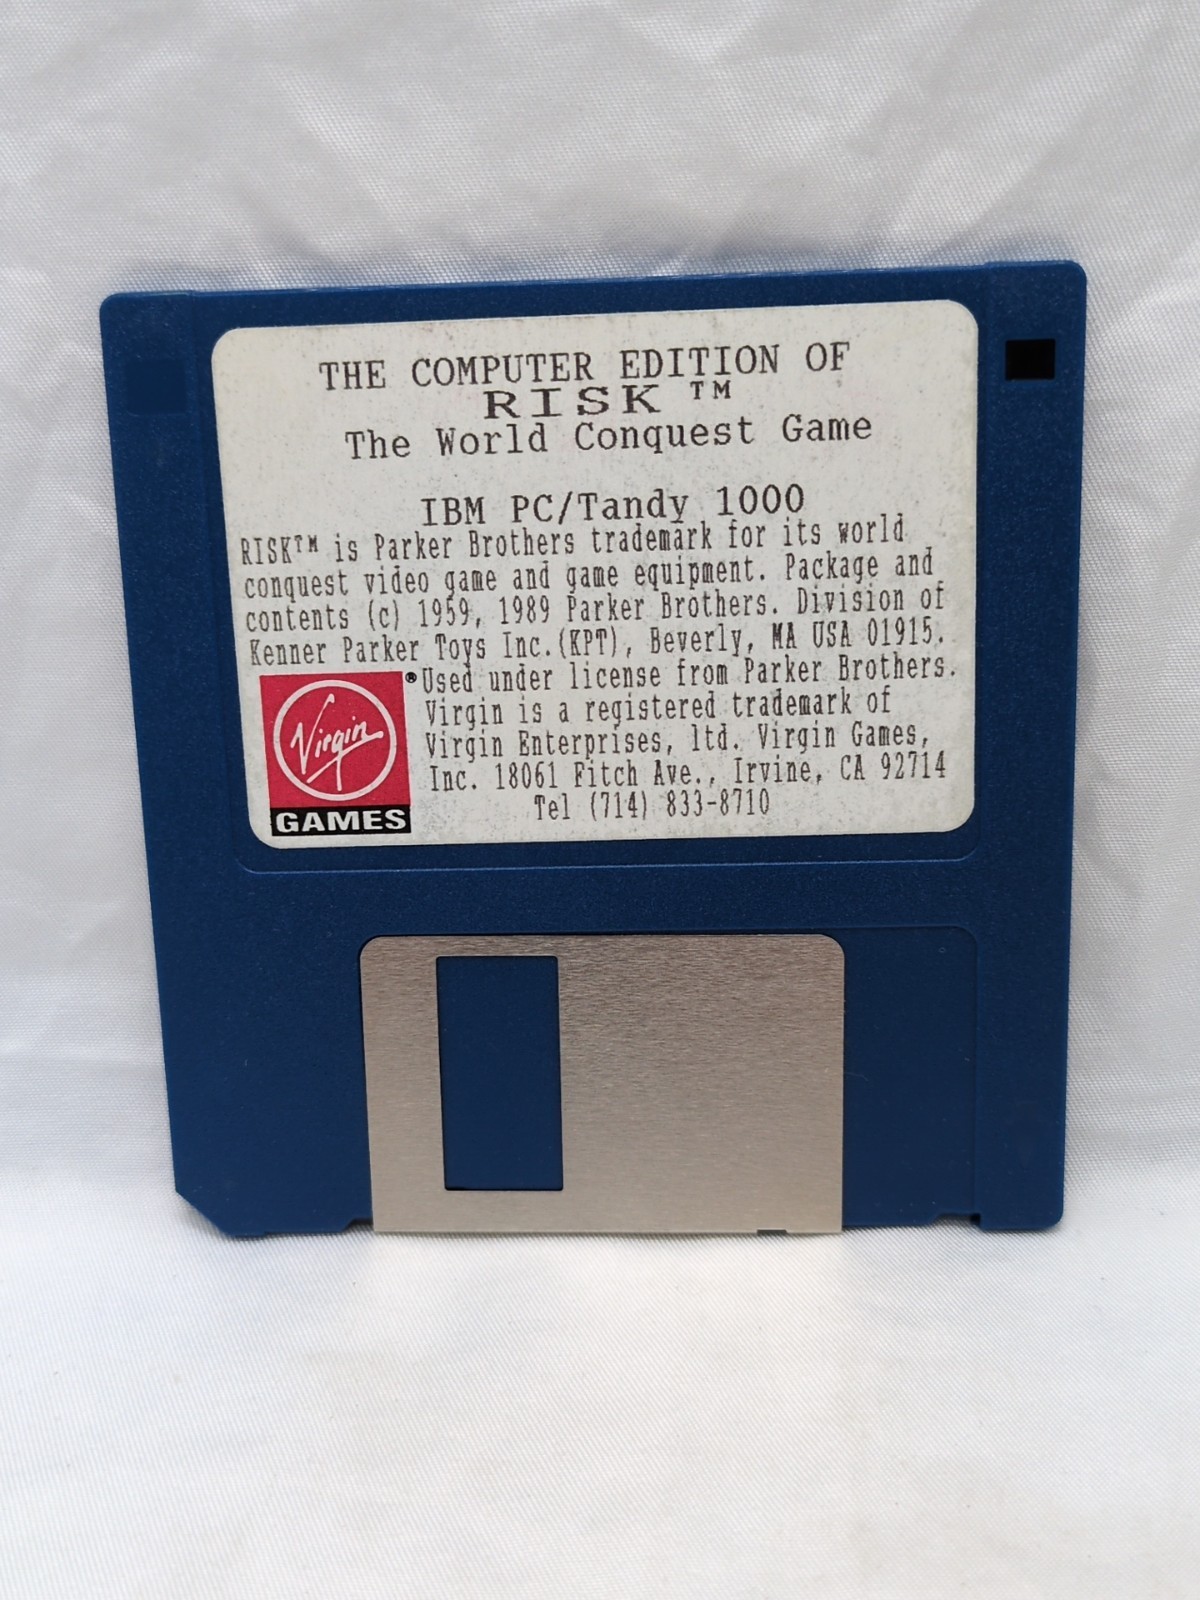 THE COMPUTER EDITION OF
RISK™
The World Conquest Game
IBM PC/Tandy 1000
RISK™ is Parker Brothers trademark for its world
conquest video game and game equipment. Package and
contents (c) 1959, 1989 Parker Brothers. Division of
Kenner Parker Toys Inc.(KPT), Beverly, MA USA 01915.
Used under license from Parker Brothers.
Virgin is a registered trademark of
Virgin Enterprises, ltd. Virgin Games,
Inc. 18061 Fitch Ave., Irvine, CA 92714
Tel (714) 833-8710
Virgin®
GAMES